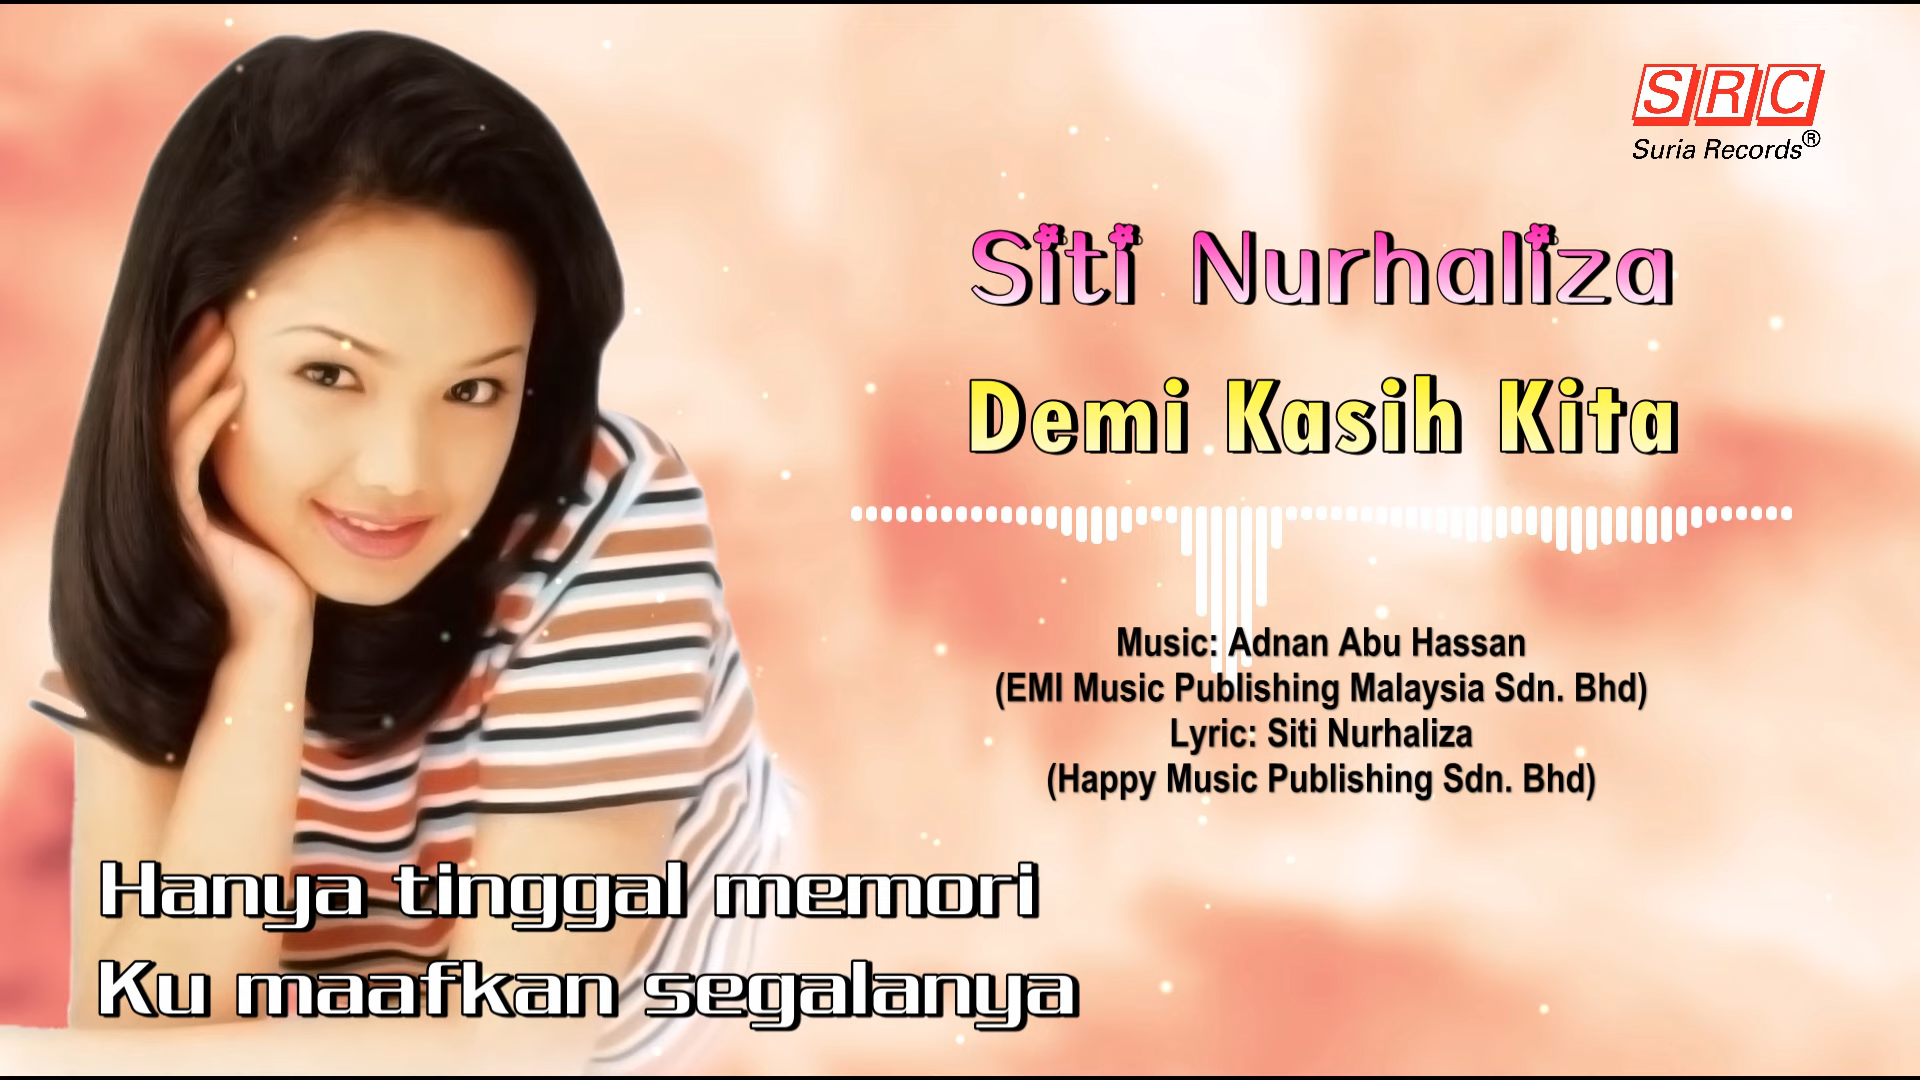 SRC
Suria Records®
Siti Nurhaliza
Demi Kasih Kita
Music: Adnan Abu Hassan
(EMI Music Publishing Malaysia Sdn. Bhd)
Lyric: Siti Nurhaliza
(Happy Music Publishing Sdn. Bhd)
Hanya tinggal memori
Ku maafkan segalanya